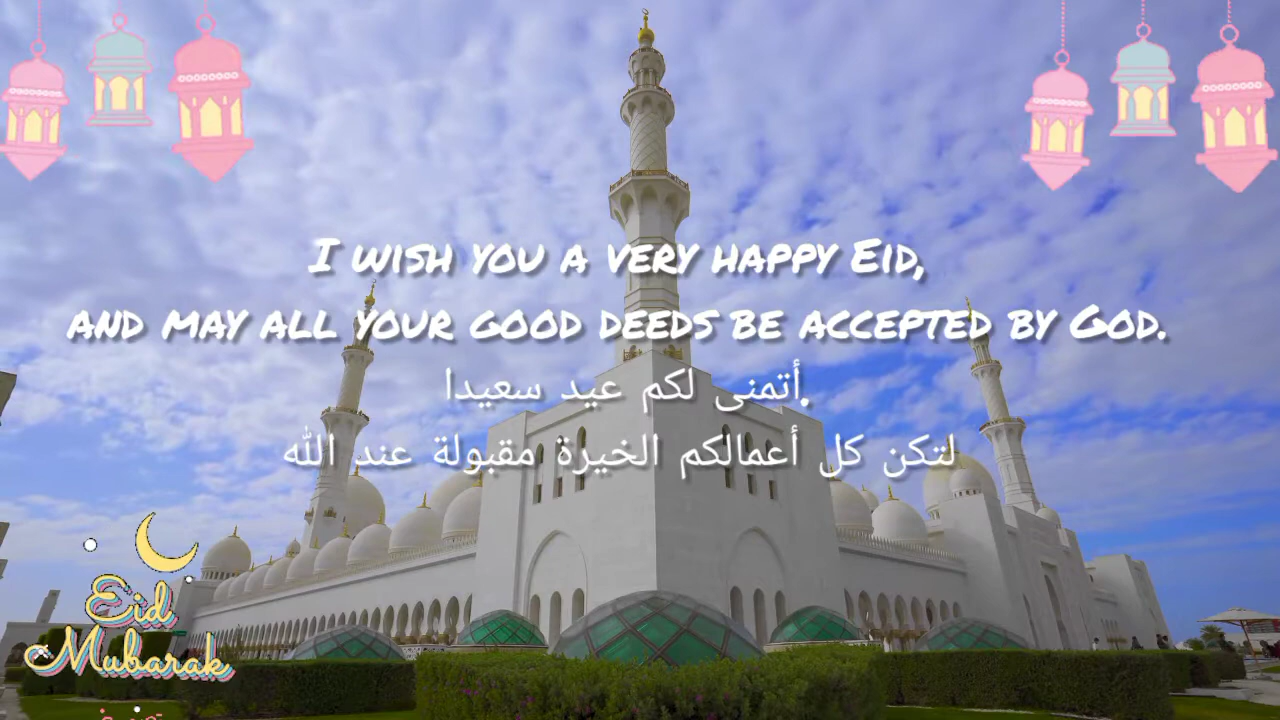 I wish you a very happy Eid,
and may all your good deeds be accepted by God.
أتمنى لكم عيد سعيدا.
لتكن كل أعمالكم الخيرة مقبولة عند الله
Eid
Mubarak